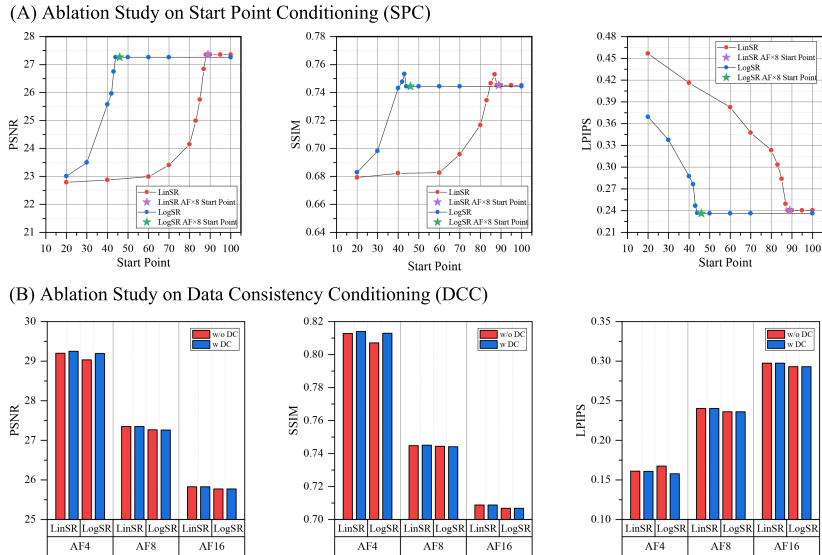 (A) Ablation Study on Start Point Conditioning (SPC)
28
27
26
25
24
23
22
21
PSNR
LinSR
LinSR AF×8 Start Point
LogSR
LogSR AF×8 Start Point
10 20 30 40 50 60 70 80 90 100
Start Point
0.78
0.76
0.74
0.72
0.70
0.68
0.66
0.64
SSIM
LinSR
LinSR AF×8 Start Point
LogSR
LogSR AF×8 Start Point
10 20 30 40 50 60 70 80 90 100
Start Point
0.48
0.45
0.42
0.39
0.36
0.33
0.30
0.27
0.24
0.21
LPIPS
LinSR
LinSR AF×8 Start Point
LogSR
LogSR AF×8 Start Point
10 20 30 40 50 60 70 80 90 100
Start Point
(B) Ablation Study on Data Consistency Conditioning (DCC)
30
29
28
27
26
25
PSNR
w/o DC
w DC
LinSR LogSR LinSR LogSR LinSR LogSR
AF4 AF8 AF16
0.82
0.80
0.78
0.76
0.74
0.72
0.70
SSIM
w/o DC
w DC
LinSR LogSR LinSR LogSR LinSR LogSR
AF4 AF8 AF16
0.35
0.30
0.25
0.20
0.15
0.10
LPIPS
w/o DC
w DC
LinSR LogSR LinSR LogSR LinSR LogSR
AF4 AF8 AF16